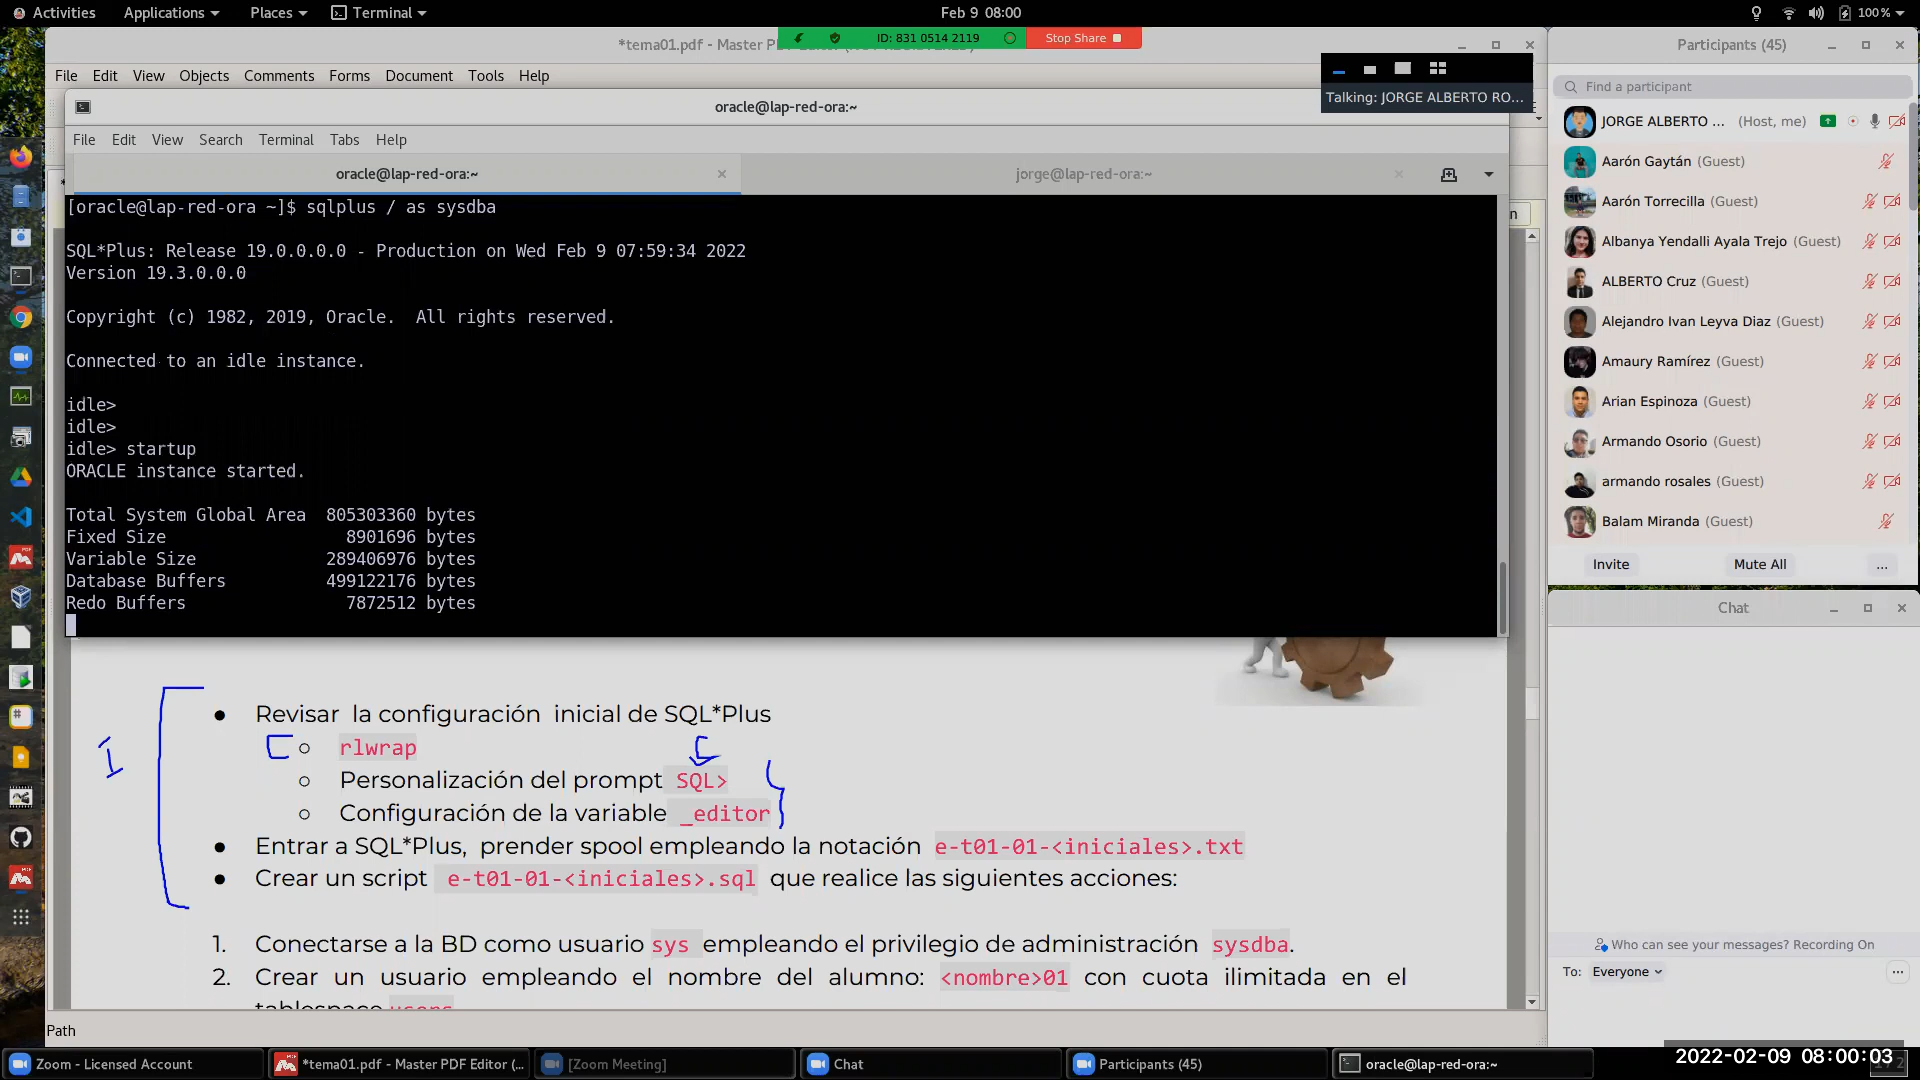 Activities Applications Places Terminal Feb 9 08:00 100%
*tema01.pdf - Master P
ID: 831 0514 2119 Stop Share
File Edit View Objects Comments Forms Document Tools Help
Talking: JORGE ALBERTO RO...
oracle@lap-red-ora:~
File Edit View Search Terminal Tabs Help
oracle@lap-red-ora:~ jorge@lap-red-ora:~
[oracle@lap-red-ora ~]$ sqlplus / as sysdba
SQL*Plus: Release 19.0.0.0.0 - Production on Wed Feb 9 07:59:34 2022
Version 19.3.0.0.0
Copyright (c) 1982, 2019, Oracle.  All rights reserved.
Connected to an idle instance.
idle>
idle>
idle> startup
ORACLE instance started.
Total System Global Area  805303360 bytes
Fixed Size                  8901696 bytes
Variable Size             289406976 bytes
Database Buffers          499122176 bytes
Redo Buffers                7872512 bytes
I
● Revisar la configuración inicial de SQL*Plus
○ rlwrap
○ Personalización del prompt SQL>
○ Configuración de la variable _editor
● Entrar a SQL*Plus, prender spool empleando la notación e-t01-01-<iniciales>.txt
● Crear un script e-t01-01-<iniciales>.sql que realice las siguientes acciones:
1. Conectarse a la BD como usuario sys empleando el privilegio de administración sysdba.
2. Crear un usuario empleando el nombre del alumno: <nombre>01 con cuota ilimitada en el
tablespace users
Path
Participants (45)
Find a participant
JORGE ALBERTO ... (Host, me)
Aarón Gaytán (Guest)
Aarón Torrecilla (Guest)
Albanya Yendalli Ayala Trejo (Guest)
ALBERTO Cruz (Guest)
Alejandro Ivan Leyva Diaz (Guest)
Amaury Ramírez (Guest)
Arian Espinoza (Guest)
Armando Osorio (Guest)
armando rosales (Guest)
Balam Miranda (Guest)
Invite Mute All ...
Chat
Who can see your messages? Recording On
To: Everyone
Zoom - Licensed Account *tema01.pdf - Master PDF Editor (... [Zoom Meeting] Chat Participants (45) oracle@lap-red-ora:~
2022-02-09 08:00:03